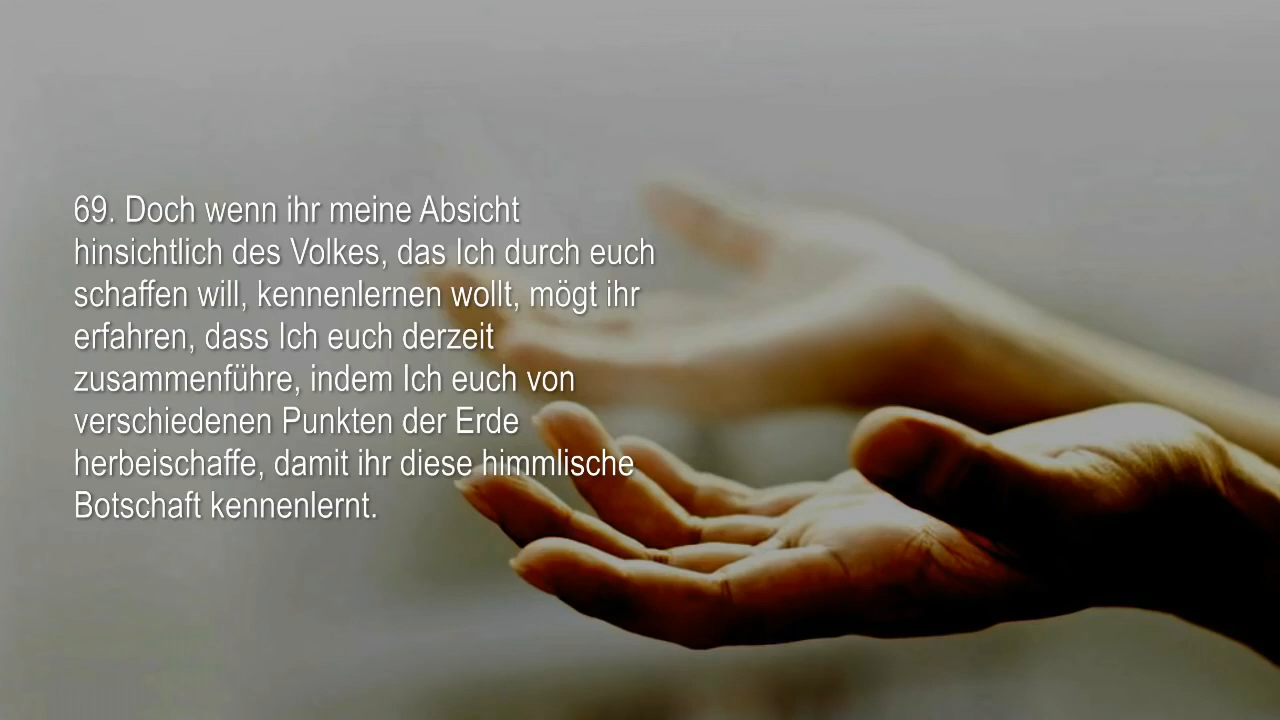 69. Doch wenn ihr meine Absicht
hinsichtlich des Volkes, das Ich durch euch
schaffen will, kennenlernen wollt, mögt ihr
erfahren, dass Ich euch derzeit
zusammenführe, indem Ich euch von
verschiedenen Punkten der Erde
herbeischaffe, damit ihr diese himmlische
Botschaft kennenlernt.